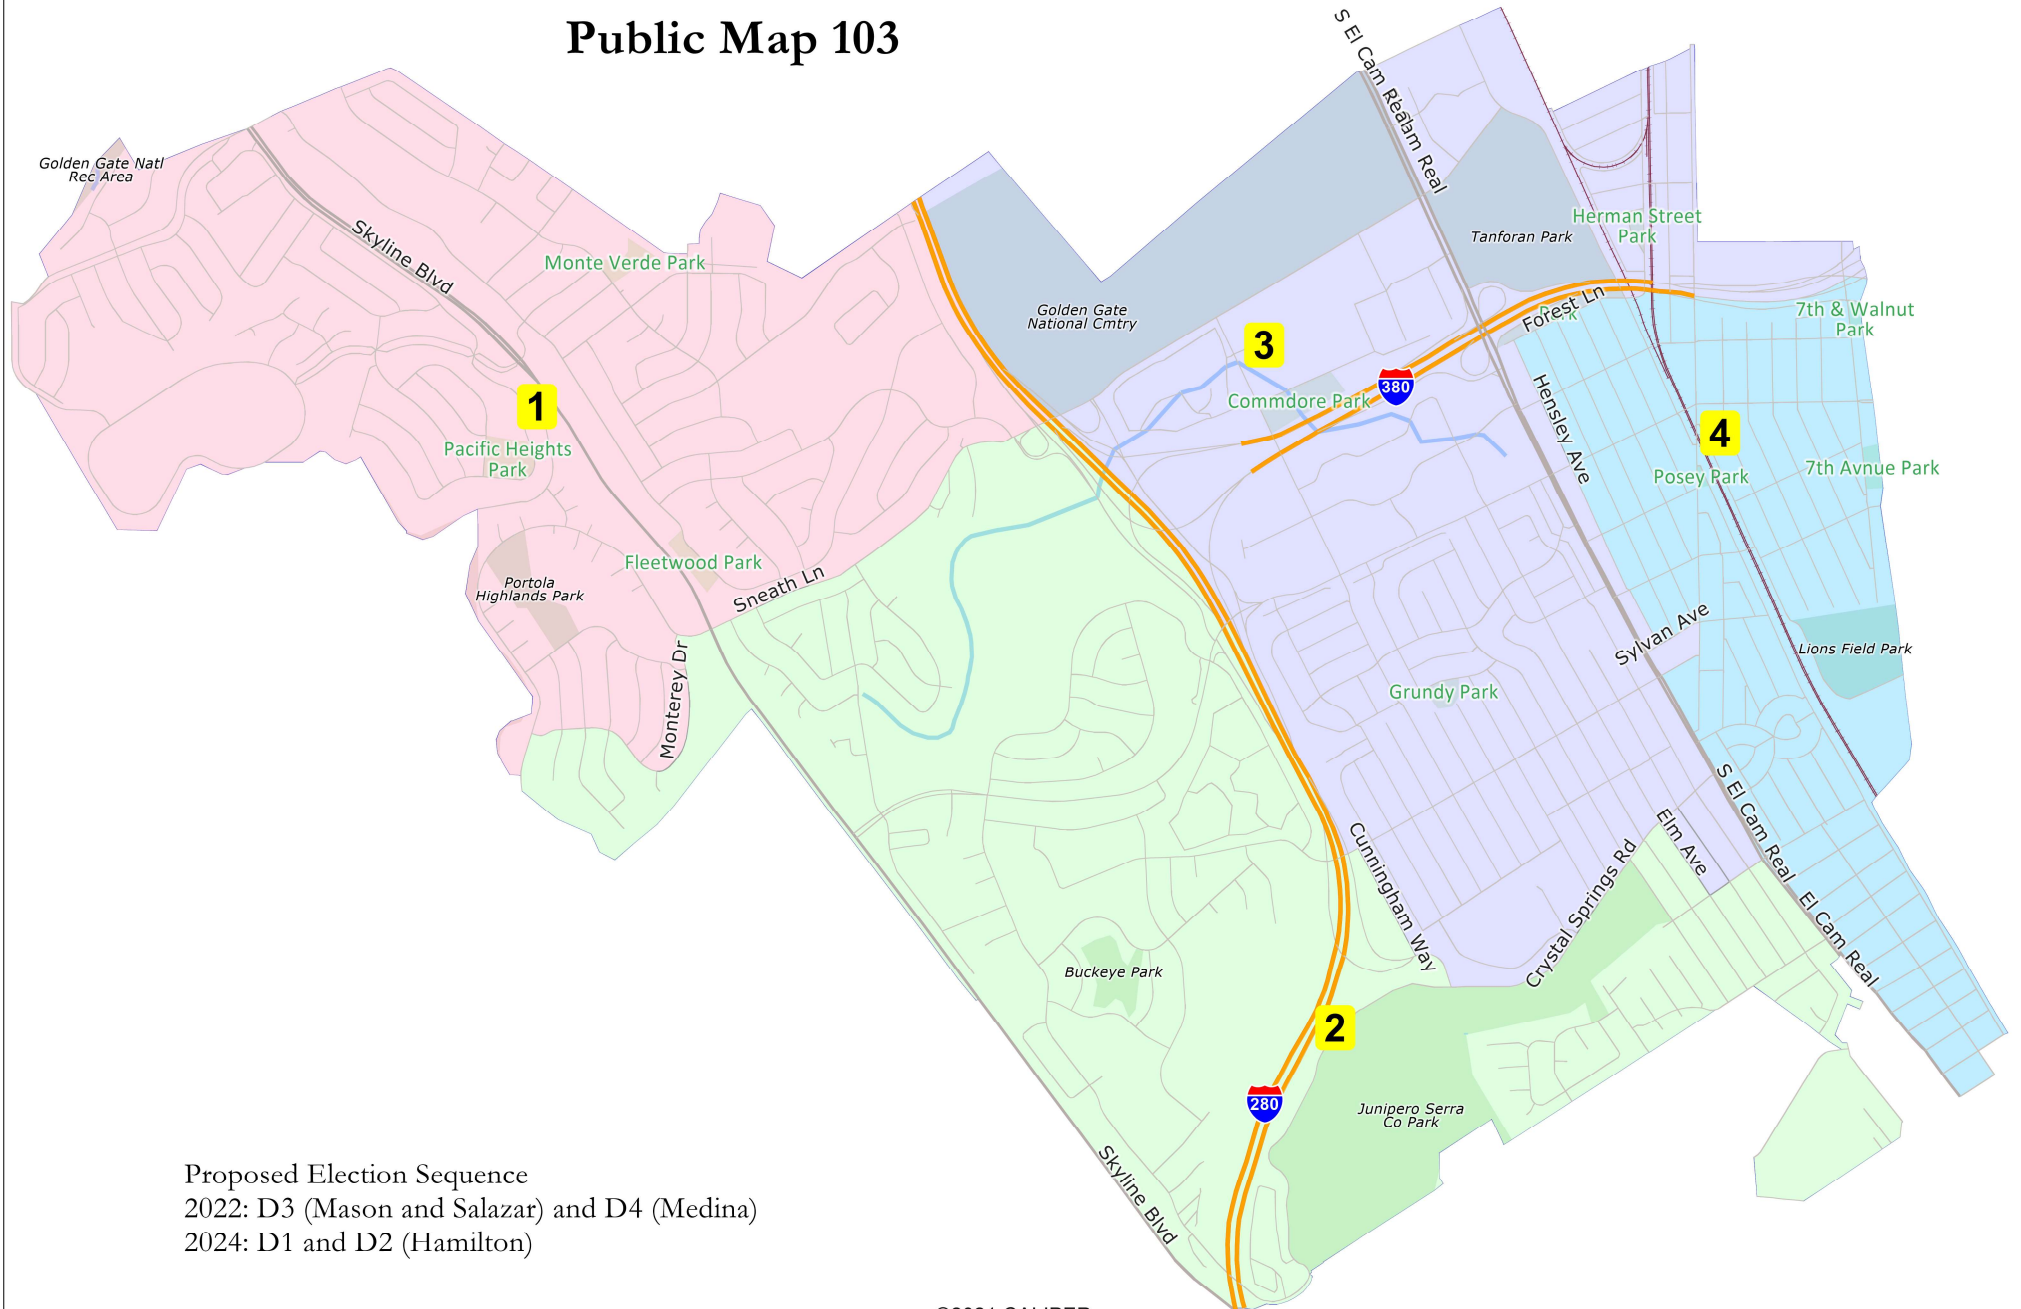 Public Map 103
S El Cam Real
Cam Real
Golden Gate Natl
Rec Area
Skyline Blvd
Monte Verde Park
Herman Street
Park
Tanforan Park
Golden Gate
National Cmtry
Forest Ln
Park
7th & Walnut
Park
3
380
Commdore Park
1
Hensley Ave
4
Pacific Heights
Park
Posey Park
7th Avnue Park
Fleetwood Park
Portola
Highlands Park
Sneath Ln
Sylvan Ave
Lions Field Park
Monterey Dr
Grundy Park
S El Cam Real
Elm Ave
Cunningham Way
Crystal Springs Rd
El Cam Real
Buckeye Park
2
280
Junipero Serra
Co Park
Skyline Blvd
Proposed Election Sequence
2022: D3 (Mason and Salazar) and D4 (Medina)
2024: D1 and D2 (Hamilton)
©2021 CALIPER